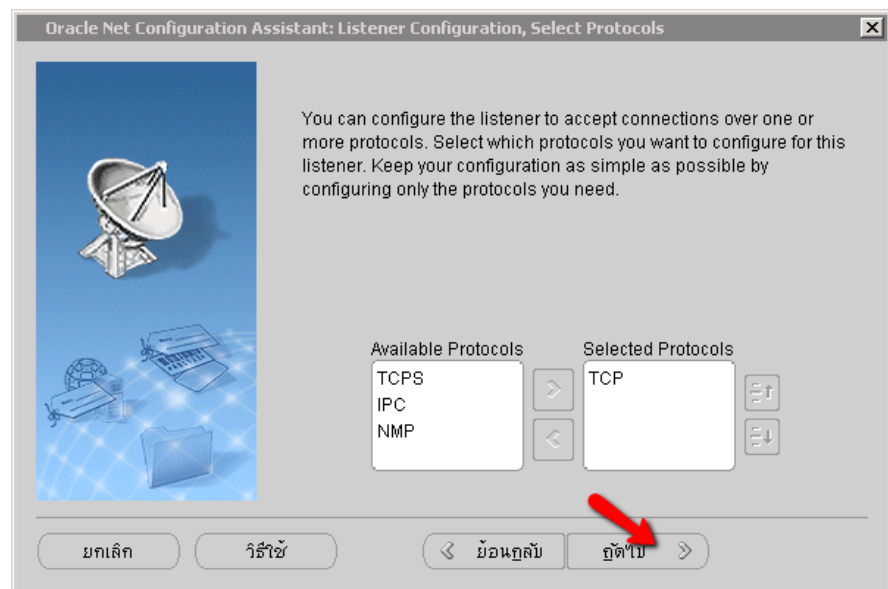 Oracle Net Configuration Assistant: Listener Configuration, Select Protocols
You can configure the listener to accept connections over one or
more protocols. Select which protocols you want to configure for this
listener. Keep your configuration as simple as possible by
configuring only the protocols you need.
Available Protocols
TCPS
IPC
NMP
Selected Protocols
TCP
ยกเลิก
วิธีใช้
ย้อนกลับ
ถัดไป